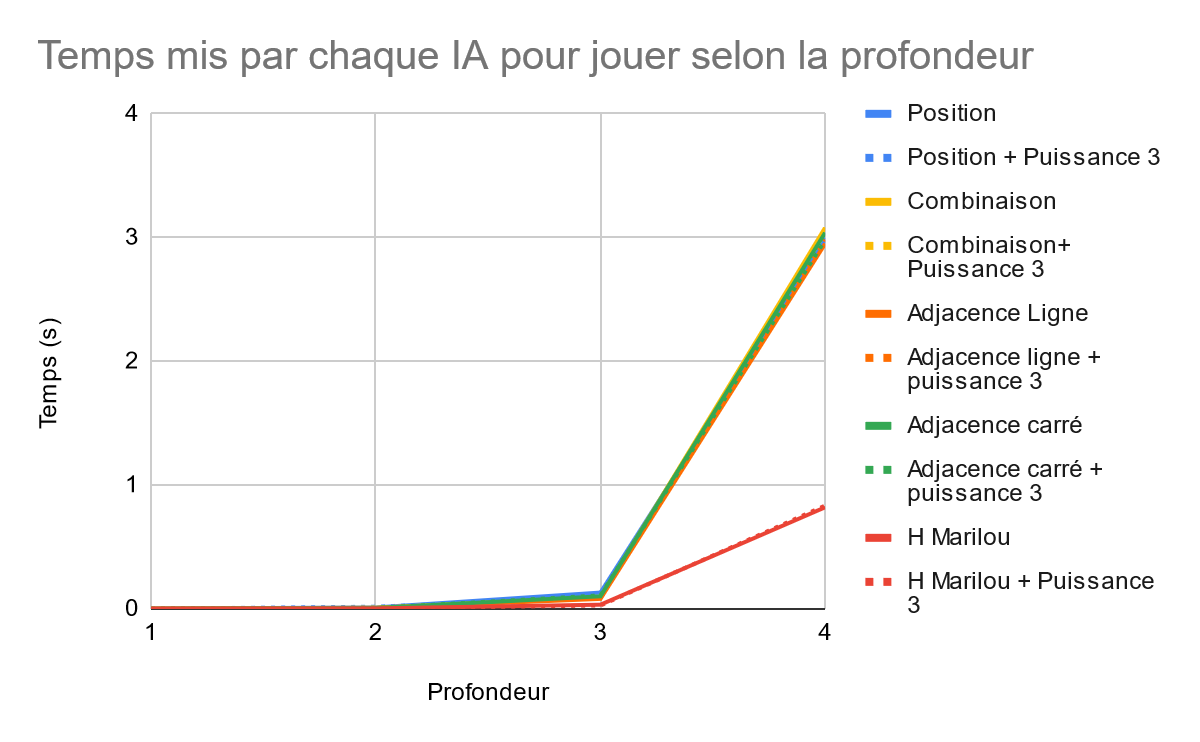 Temps mis par chaque IA pour jouer selon la profondeur
4
3
2
1
0
Temps (s)
1
2
3
4
Profondeur
Position
Position + Puissance 3
Combinaison
Combinaison+
Puissance 3
Adjacence Ligne
Adjacence ligne +
puissance 3
Adjacence carré
Adjacence carré +
puissance 3
H Marilou
H Marilou + Puissance
3